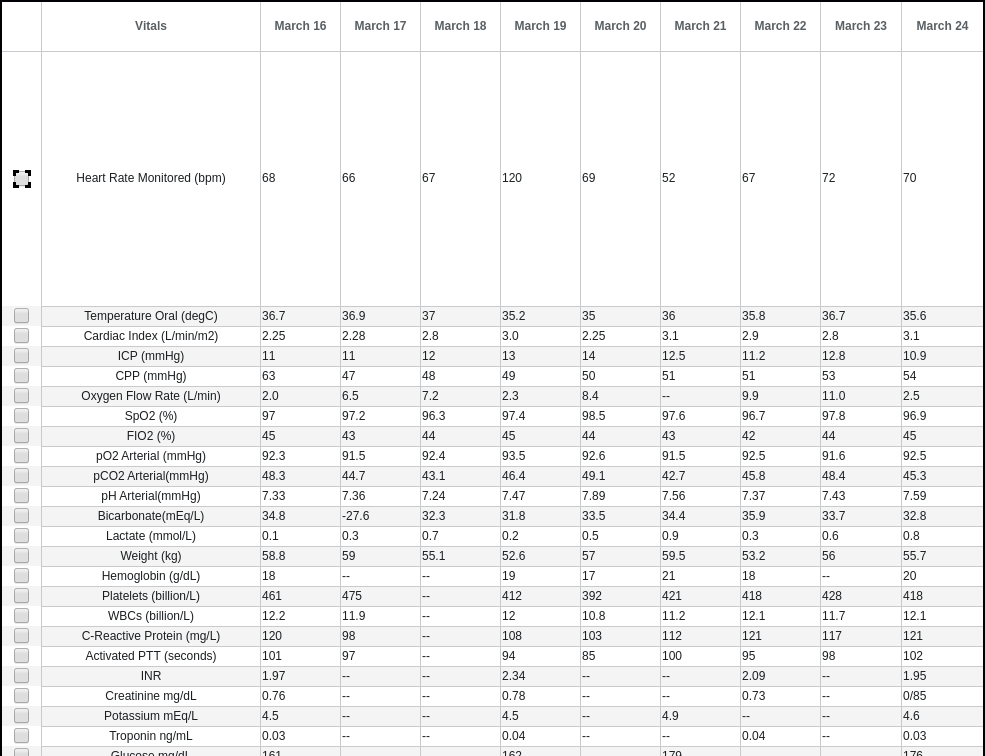 Vitals March 16 March 17 March 18 March 19 March 20 March 21 March 22 March 23 March 24
Heart Rate Monitored (bpm) 68 66 67 120 69 52 67 72 70
Temperature Oral (degC) 36.7 36.9 37 35.2 35 36 35.8 36.7 35.6
Cardiac Index (L/min/m2) 2.25 2.28 2.8 3.0 2.25 3.1 2.9 2.8 3.1
ICP (mmHg) 11 11 12 13 14 12.5 11.2 12.8 10.9
CPP (mmHg) 63 47 48 49 50 51 51 53 54
Oxygen Flow Rate (L/min) 2.0 6.5 7.2 2.3 8.4 -- 9.9 11.0 2.5
SpO2 (%) 97 97.2 96.3 97.4 98.5 97.6 96.7 97.8 96.9
FIO2 (%) 45 43 44 45 44 43 42 44 45
pO2 Arterial (mmHg) 92.3 91.5 92.4 93.5 92.6 91.5 92.5 91.6 92.5
pCO2 Arterial(mmHg) 48.3 44.7 43.1 46.4 49.1 42.7 45.8 48.4 45.3
pH Arterial(mmHg) 7.33 7.36 7.24 7.47 7.89 7.56 7.37 7.43 7.59
Bicarbonate(mEq/L) 34.8 -27.6 32.3 31.8 33.5 34.4 35.9 33.7 32.8
Lactate (mmol/L) 0.1 0.3 0.7 0.2 0.5 0.9 0.3 0.6 0.8
Weight (kg) 58.8 59 55.1 52.6 57 59.5 53.2 56 55.7
Hemoglobin (g/dL) 18 -- -- 19 17 21 18 -- 20
Platelets (billion/L) 461 475 -- 412 392 421 418 428 418
WBCs (billion/L) 12.2 11.9 -- 12 10.8 11.2 12.1 11.7 12.1
C-Reactive Protein (mg/L) 120 98 -- 108 103 112 121 117 121
Activated PTT (seconds) 101 97 -- 94 85 100 95 98 102
INR 1.97 -- -- 2.34 -- -- 2.09 -- 1.95
Creatinine mg/dL 0.76 -- -- 0.78 -- -- 0.73 -- 0/85
Potassium mEq/L 4.5 -- -- 4.5 -- 4.9 -- -- 4.6
Troponin ng/mL 0.03 -- -- 0.04 -- -- 0.04 -- 0.03
Glucose mg/dL 161 162 179 176